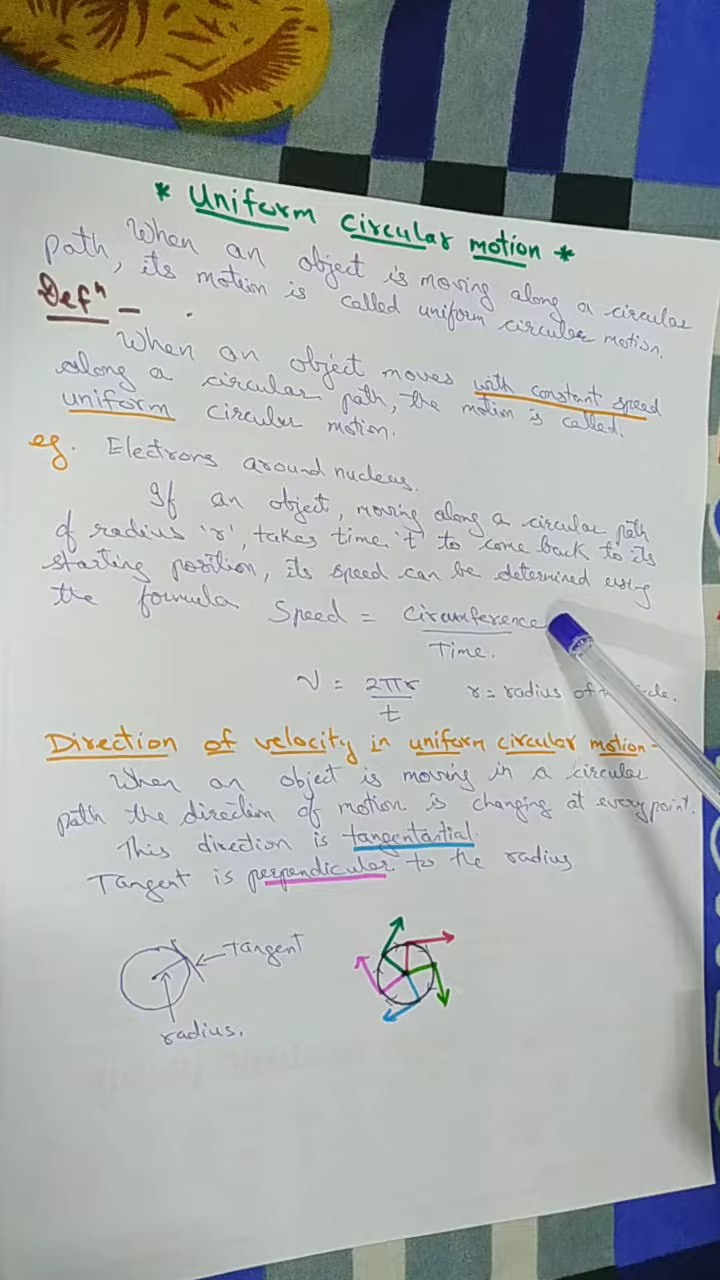 * Uniform Circular motion *
When an object is moving along a circular
path, its motion is called uniform circular motion.
Defⁿ -
When an object moves with constant speed
along a circular path, the motion is called.
uniform circular motion.
eg. Electrons around nucleus.
If an object, moving along a circular path
of radius 'r', takes time 't' to come back to its
starting position, its speed can be determined using
the formula
Speed = Circumference
Time.
V = 2πr
t
r = radius of
Direction of velocity in uniform circular motion-
When an object is moving in a circular
path the direction of motion is changing at every point.
This direction is tangentantial.
Tangent is perpendicular to the radius
Tangent
radius.